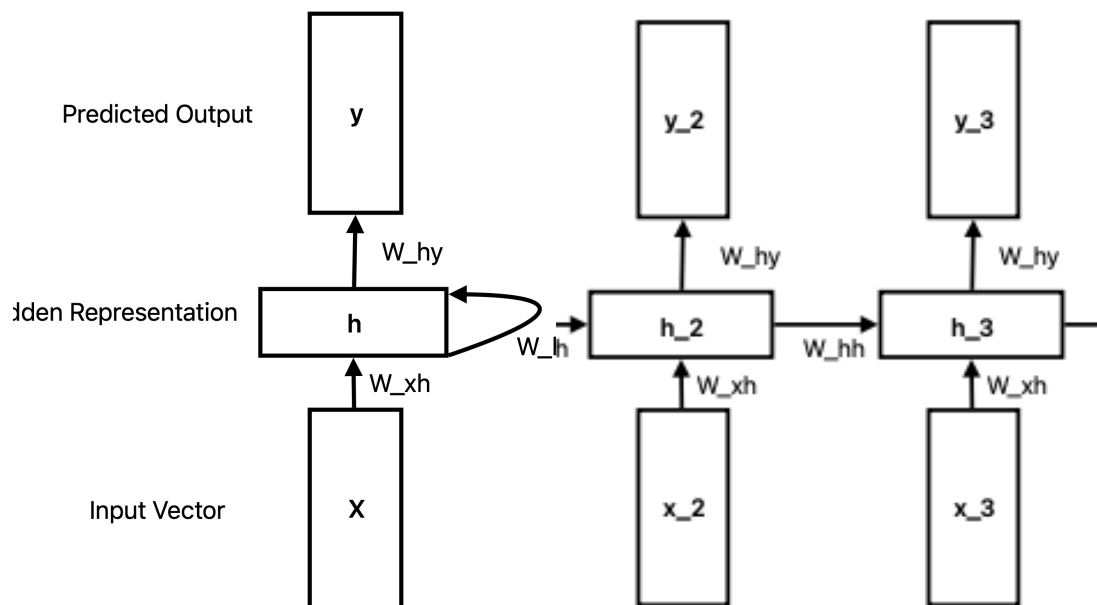 Predicted Output
y
y_2
y_3
W_hy
W_hy
W_hy
dden Representation
h
h_2
h_3
W_hh
W_xh
W_xh
W_xh
Input Vector
X
x_2
x_3